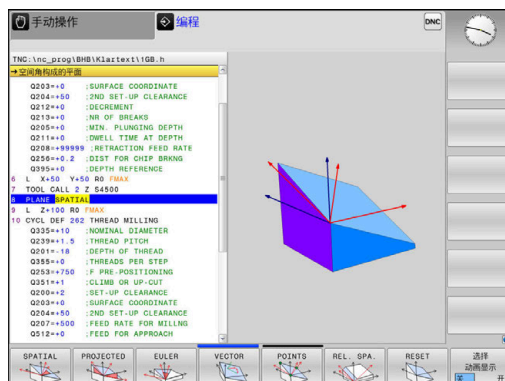 手动操作
编程
DNC
TNC:\nc_prog\BHB\Klartext\1GB.h
→空间角构成的平面
Q203=+0 ;SURFACE COORDINATE
Q204=+50 ;2ND SET-UP CLEARANCE
Q212=+0 ;DECREMENT
Q213=+0 ;NR OF BREAKS
Q205=+0 ;MIN. PLUNGING DEPTH
Q211=+0 ;DWELL TIME AT DEPTH
Q208=+99999 ;RETRACTION FEED RATE
Q256=+0.2 ;DIST FOR CHIP BRKNG
Q395=+0 ;DEPTH REFERENCE
6 L X+50 Y+50 R0 FMAX
7 TOOL CALL 2 Z S4500
8 PLANE SPATIAL
9 L Z+100 R0 FMAX
10 CYCL DEF 262 THREAD MILLING
Q335=+10 ;NOMINAL DIAMETER
Q239=+1.5 ;THREAD PITCH
Q201=-18 ;DEPTH OF THREAD
Q355=+0 ;THREADS PER STEP
Q253=+750 ;F PRE-POSITIONING
Q351=+1 ;CLIMB OR UP-CUT
Q200=+2 ;SET-UP CLEARANCE
Q203=+0 ;SURFACE COORDINATE
Q204=+50 ;2ND SET-UP CLEARANCE
Q207=+500 ;FEED RATE FOR MILLNG
Q512=+0 ;FEED FOR APPROACH
SPATIAL PROJECTED EULER VECTOR POINTS REL. SPA. RESET
选择
动画显示
关 开